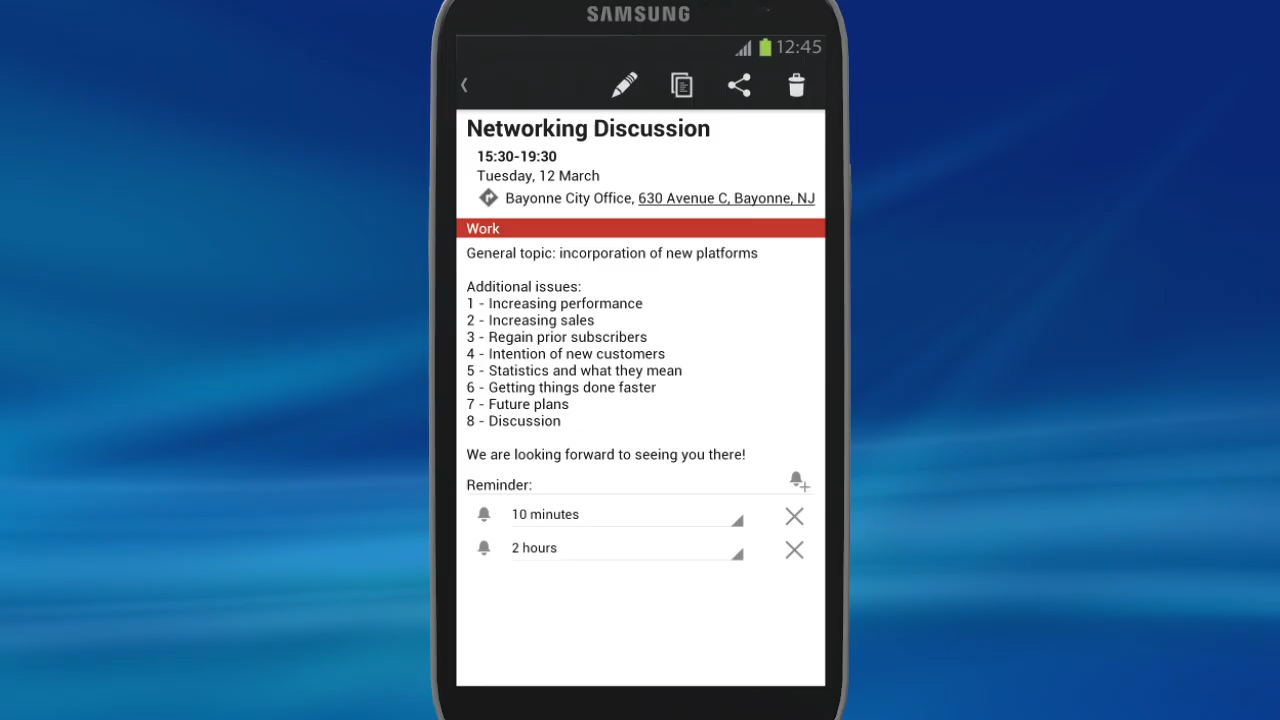 SAMSUNG
12:45
Networking Discussion
15:30-19:30
Tuesday, 12 March
Bayonne City Office, 630 Avenue C, Bayonne, NJ
Work
General topic: incorporation of new platforms
Additional issues:
1 - Increasing performance
2 - Increasing sales
3 - Regain prior subscribers
4 - Intention of new customers
5 - Statistics and what they mean
6 - Getting things done faster
7 - Future plans
8 - Discussion
We are looking forward to seeing you there!
Reminder:
10 minutes
2 hours